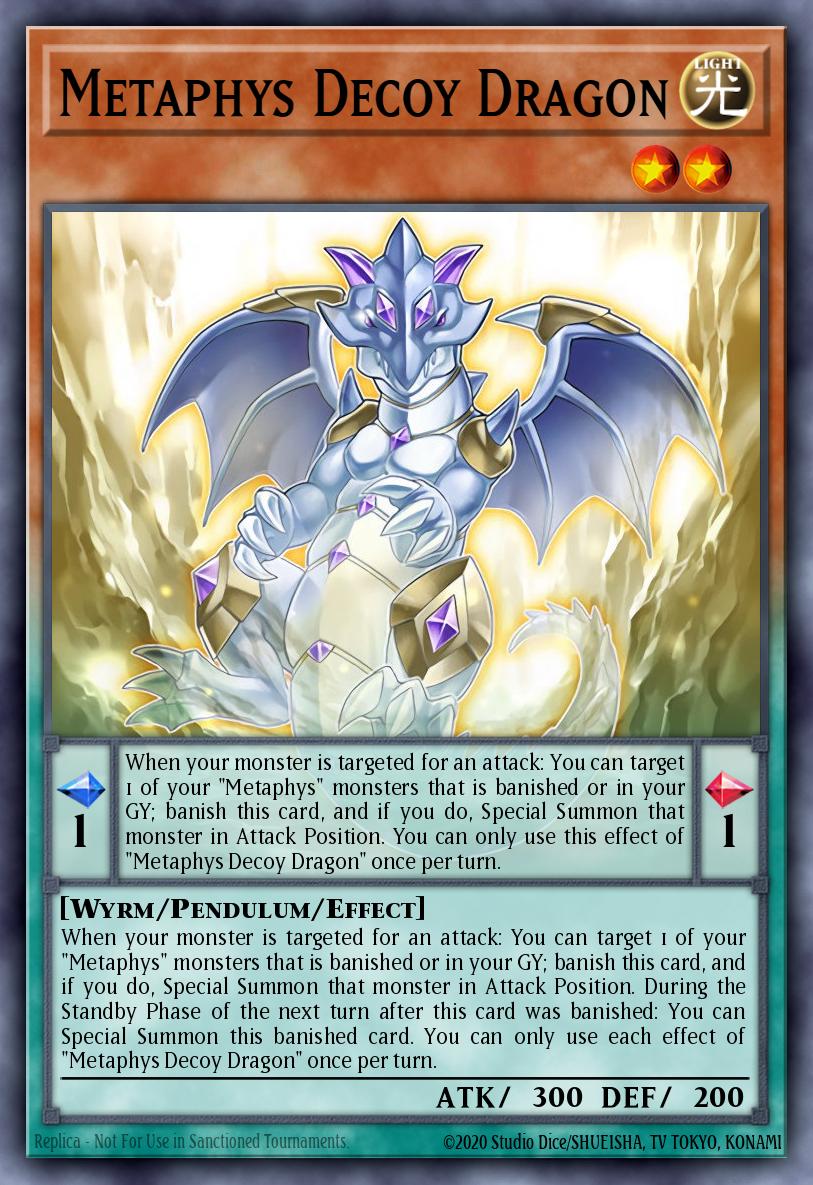 METAPHYS DECOY DRAGON
LIGHT
光
When your monster is targeted for an attack: You can target
1 of your "Metaphys" monsters that is banished or in your
GY; banish this card, and if you do, Special Summon that
monster in Attack Position. You can only use this effect of
"Metaphys Decoy Dragon" once per turn.
1
1
[WYRM/PENDULUM/EFFECT]
When your monster is targeted for an attack: You can target 1 of your
"Metaphys" monsters that is banished or in your GY; banish this card, and
if you do, Special Summon that monster in Attack Position. During the
Standby Phase of the next turn after this card was banished: You can
Special Summon this banished card. You can only use each effect of
"Metaphys Decoy Dragon" once per turn.
ATK/ 300 DEF/ 200
Replica - Not For Use in Sanctioned Tournaments.
©2020 Studio Dice/SHUEISHA, TV TOKYO, KONAMI